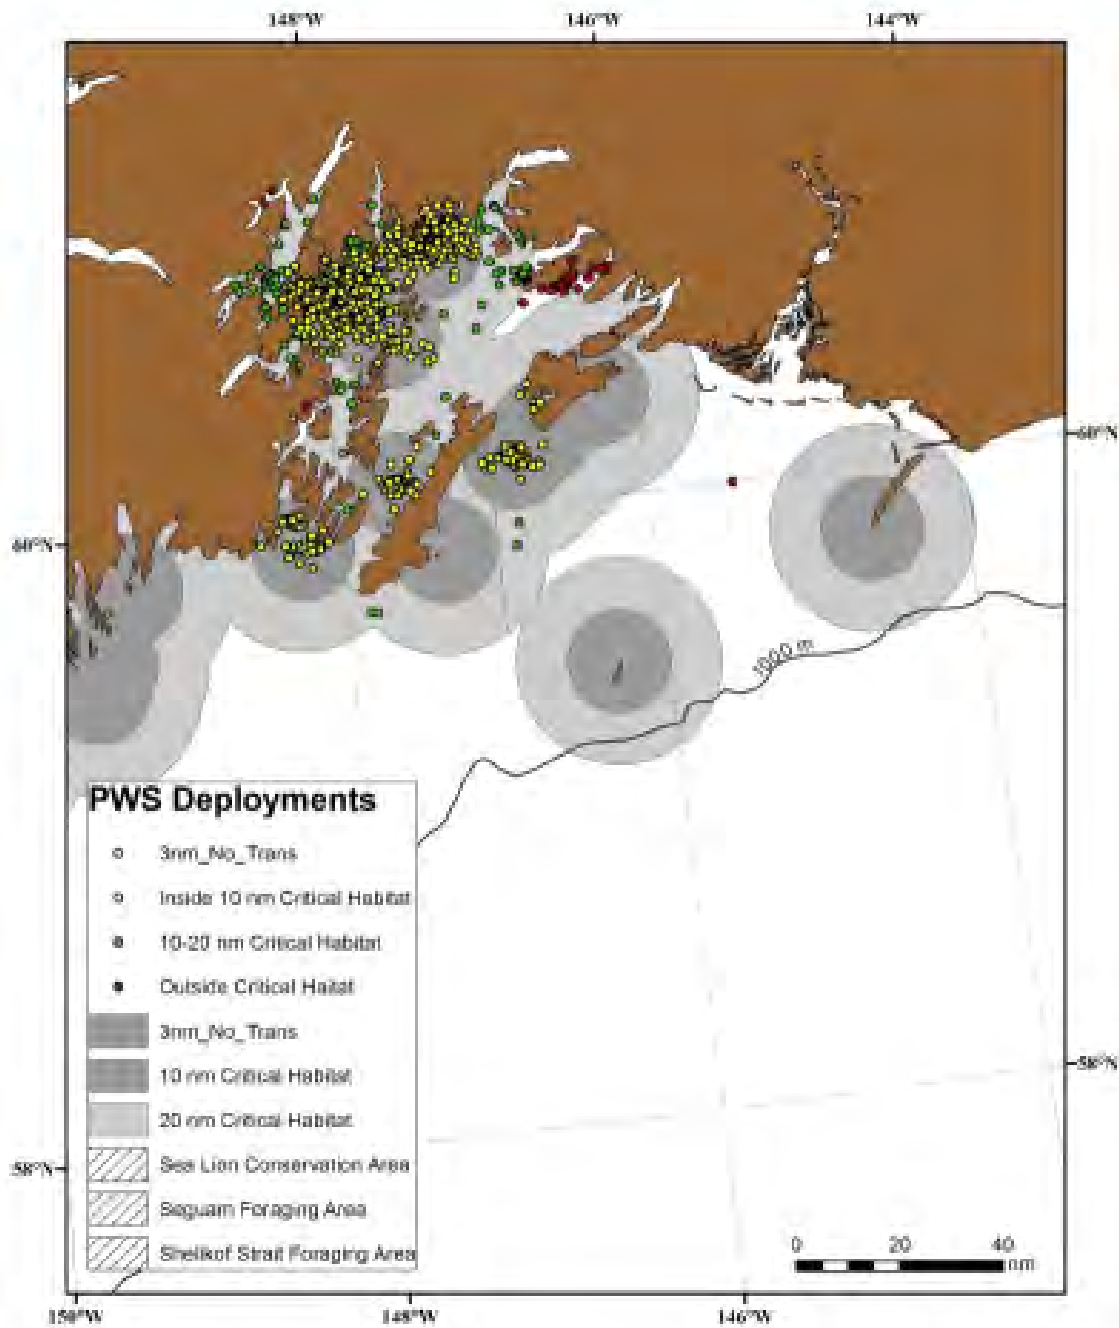 148°W 146°W 144°W
60°N
60°N
1000 m
PWS Deployments
3nm_No_Trans
Inside 10 nm Critical Habitat
10-20 nm Critical Habitat
Outside Critical Haitat
3nm_No_Trans
10 nm Critical Habitat
20 nm Critical Habitat
Sea Lion Conservation Area
Seguam Foraging Area
Shelikof Strait Foraging Area
58°N
58°N
0 20 40
nm
150°W 148°W 146°W